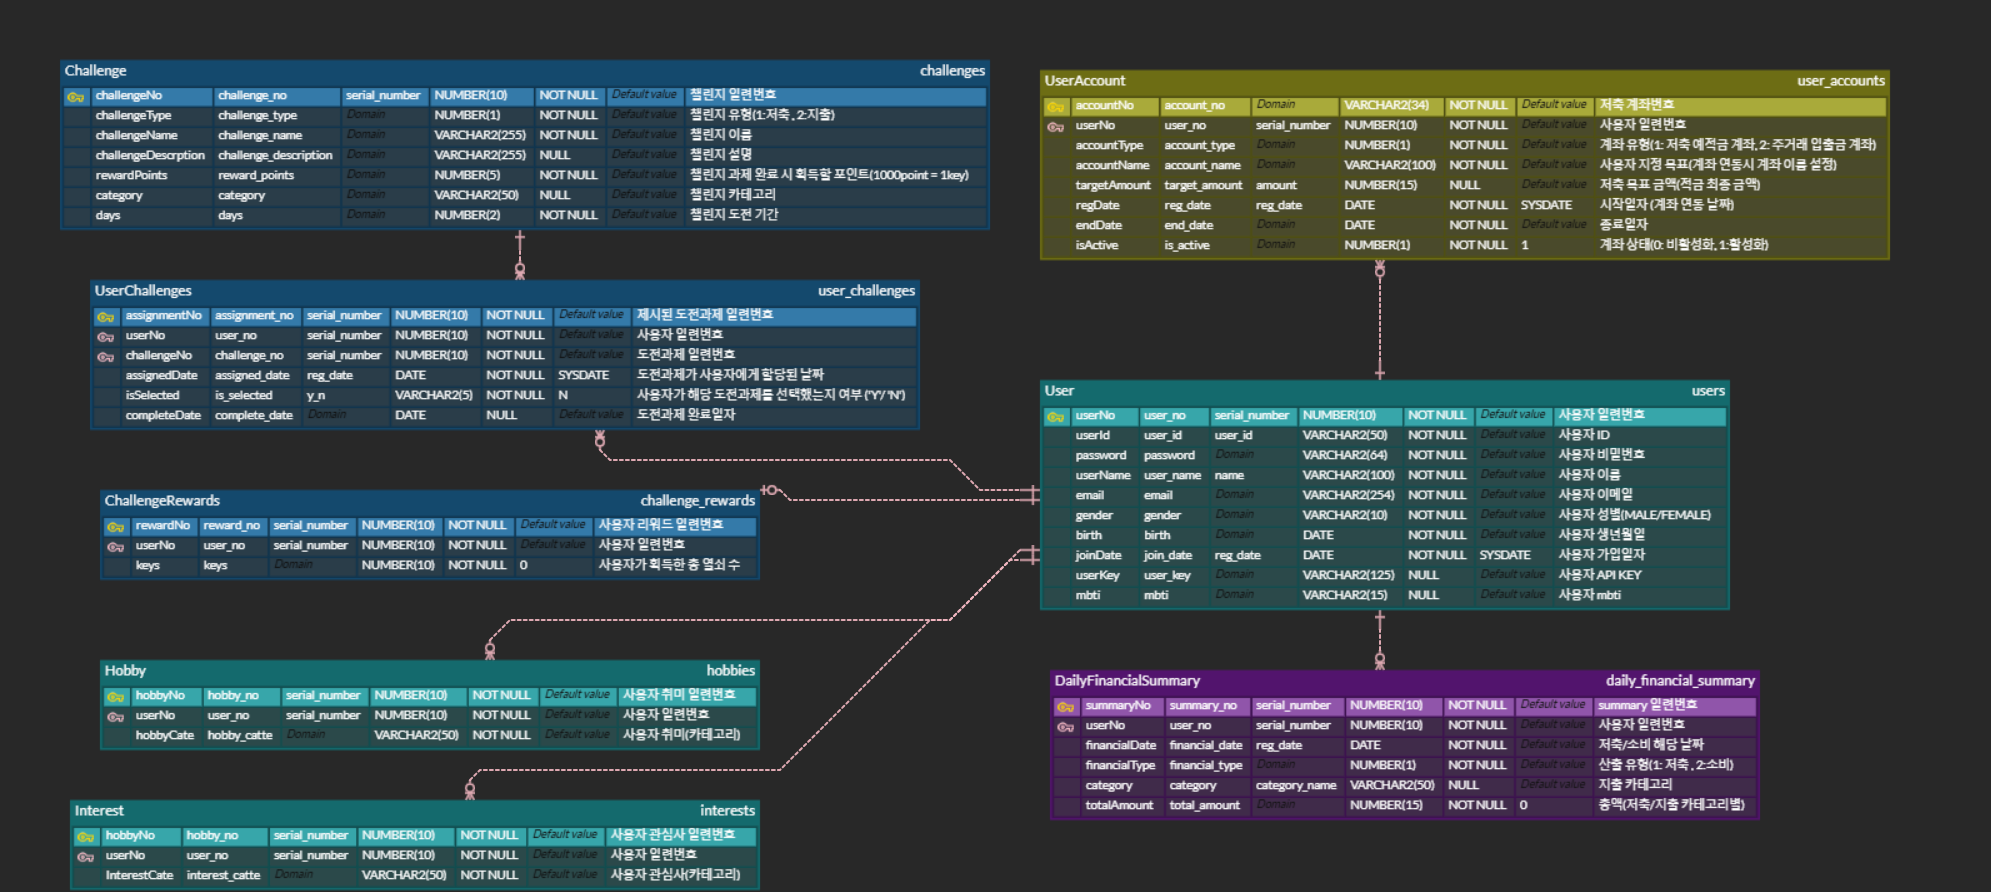 Challenge challenges
challengeNo challenge_no serial_number NUMBER(10) NOT NULL Default value 챌린지 일련번호
challengeType challenge_type Domain NUMBER(1) NOT NULL Default value 챌린지 유형(1:저축, 2:지출)
challengeName challenge_name Domain VARCHAR2(255) NOT NULL Default value 챌린지 이름
challengeDescrption challenge_description Domain VARCHAR2(255) NULL Default value 챌린지 설명
rewardPoints reward_points Domain NUMBER(5) NOT NULL Default value 챌린지 과제 완료 시 획득할 포인트(1000point = 1key)
category category Domain VARCHAR2(50) NULL Default value 챌린지 카테고리
days days Domain NUMBER(2) NOT NULL Default value 챌린지 도전 기간
UserAccount user_accounts
accountNo account_no Domain VARCHAR2(34) NOT NULL Default value 저축 계좌번호
userNo user_no serial_number NUMBER(10) NOT NULL Default value 사용자 일련번호
accountType account_type Domain NUMBER(1) NOT NULL Default value 계좌 유형(1: 저축 예적금 계좌, 2: 주거래 입출금 계좌)
accountName account_name Domain VARCHAR2(100) NOT NULL Default value 사용자 지정 목표(계좌 연동시 계좌 이름 설정)
targetAmount target_amount amount NUMBER(15) NULL Default value 저축 목표 금액(적금 최종 금액)
regDate reg_date reg_date DATE NOT NULL SYSDATE 시작일자 (계좌 연동 날짜)
endDate end_date Domain DATE NOT NULL Default value 종료일자
isActive is_active Domain NUMBER(1) NOT NULL 1 계좌 상태(0: 비활성화, 1:활성화)
UserChallenges user_challenges
assignmentNo assignment_no serial_number NUMBER(10) NOT NULL Default value 제시된 도전과제 일련번호
userNo user_no serial_number NUMBER(10) NOT NULL Default value 사용자 일련번호
challengeNo challenge_no serial_number NUMBER(10) NOT NULL Default value 도전과제 일련번호
assignedDate assigned_date reg_date DATE NOT NULL SYSDATE 도전과제가 사용자에게 할당된 날짜
isSelected is_selected y_n VARCHAR2(5) NOT NULL N 사용자가 해당 도전과제를 선택했는지 여부 ('Y'/ 'N')
completeDate complete_date Domain DATE NULL Default value 도전과제 완료일자
User users
userNo user_no serial_number NUMBER(10) NOT NULL Default value 사용자 일련번호
userId user_id user_id VARCHAR2(50) NOT NULL Default value 사용자 ID
password password Domain VARCHAR2(64) NOT NULL Default value 사용자 비밀번호
userName user_name name VARCHAR2(100) NOT NULL Default value 사용자 이름
email email Domain VARCHAR2(254) NOT NULL Default value 사용자 이메일
gender gender Domain VARCHAR2(10) NOT NULL Default value 사용자 성별(MALE/FEMALE)
birth birth Domain DATE NOT NULL Default value 사용자 생년월일
joinDate join_date reg_date DATE NOT NULL SYSDATE 사용자 가입일자
userKey user_key Domain VARCHAR2(125) NULL Default value 사용자 API KEY
mbti mbti Domain VARCHAR2(15) NULL Default value 사용자 mbti
ChallengeRewards challenge_rewards
rewardNo reward_no serial_number NUMBER(10) NOT NULL Default value 사용자 리워드 일련번호
userNo user_no serial_number NUMBER(10) NOT NULL Default value 사용자 일련번호
keys keys Domain NUMBER(10) NOT NULL 0 사용자가 획득한 총 열쇠 수
Hobby hobbies
hobbyNo hobby_no serial_number NUMBER(10) NOT NULL Default value 사용자 취미 일련번호
userNo user_no serial_number NUMBER(10) NOT NULL Default value 사용자 일련번호
hobbyCate hobby_catte Domain VARCHAR2(50) NOT NULL Default value 사용자 취미(카테고리)
DailyFinancialSummary daily_financial_summary
summaryNo summary_no serial_number NUMBER(10) NOT NULL Default value summary 일련번호
userNo user_no serial_number NUMBER(10) NOT NULL Default value 사용자 일련번호
financialDate financial_date reg_date DATE NOT NULL Default value 저축/소비 해당 날짜
financialType financial_type Domain NUMBER(1) NOT NULL Default value 산출 유형(1: 저축, 2:소비)
category category category_name VARCHAR2(50) NULL Default value 지출 카테고리
totalAmount total_amount Domain NUMBER(15) NOT NULL 0 총액(저축/지출 카테고리별)
Interest interests
hobbyNo hobby_no serial_number NUMBER(10) NOT NULL Default value 사용자 관심사 일련번호
userNo user_no serial_number NUMBER(10) NOT NULL Default value 사용자 일련번호
InterestCate interest_catte Domain VARCHAR2(50) NOT NULL Default value 사용자 관심사(카테고리)